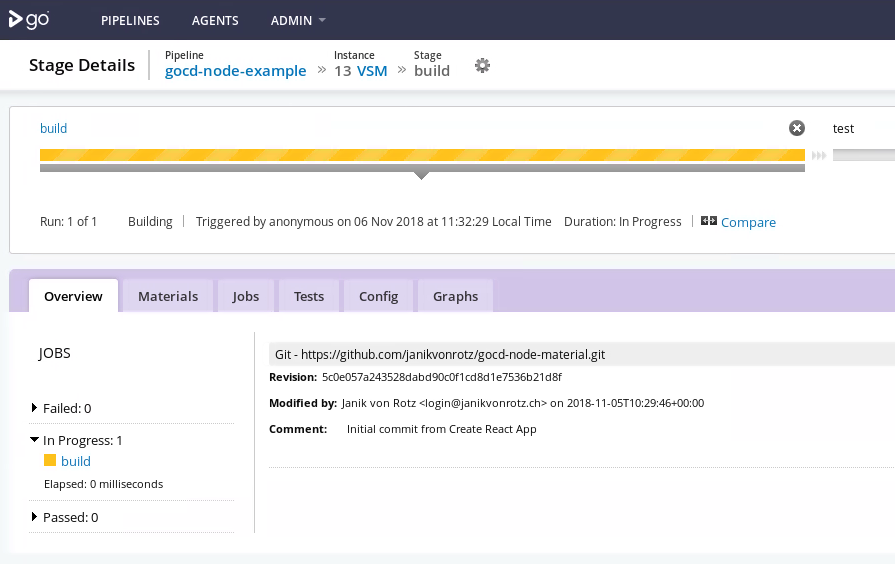 go PIPELINES AGENTS ADMIN
Pipeline Instance Stage
Stage Details gocd-node-example » 13 VSM » build
build test
Run: 1 of 1 Building Triggered by anonymous on 06 Nov 2018 at 11:32:29 Local Time Duration: In Progress Compare
Overview Materials Jobs Tests Config Graphs
JOBS
Failed: 0
In Progress: 1
build
Elapsed: 0 milliseconds
Passed: 0
Git - https://github.com/janikvonrotz/gocd-node-material.git
Revision: 5c0e057a243528dabd90c0f1cd8d1e7536b21d8f
Modified by: Janik von Rotz <login@janikvonrotz.ch> on 2018-11-05T10:29:46+00:00
Comment: Initial commit from Create React App